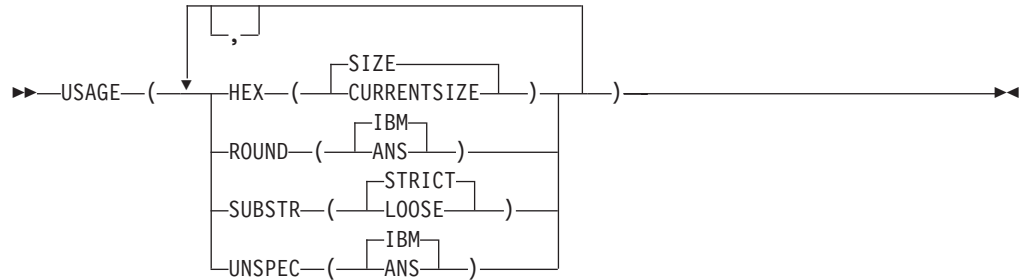 ,
SIZE
USAGE ( HEX ( CURRENTSIZE ) )
IBM
ROUND ( ANS )
STRICT
SUBSTR ( LOOSE )
IBM
UNSPEC ( ANS )